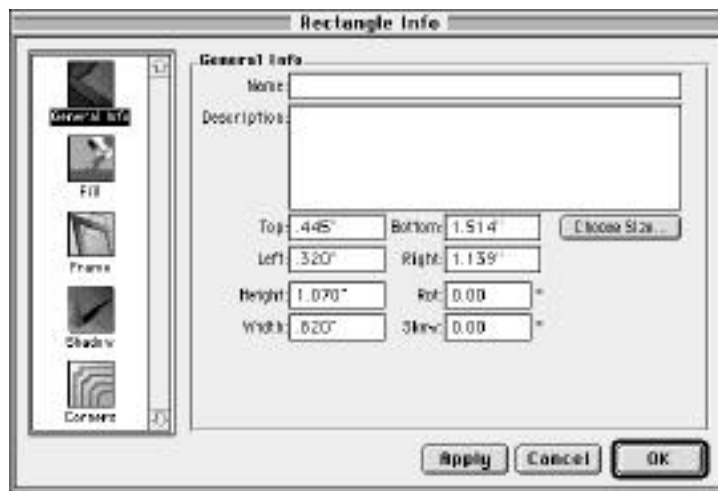 Rectangle Info
General Info
General Info
Name:
Description:
Fill
Top: .445" Bottom: 1.514" Choose Size...
Left: .320" Right: 1.139"
Frame
Height: 1.070" Rot: 0.00 °
Width: .820" Skew: 0.00 °
Shadow
Corners
Apply Cancel OK